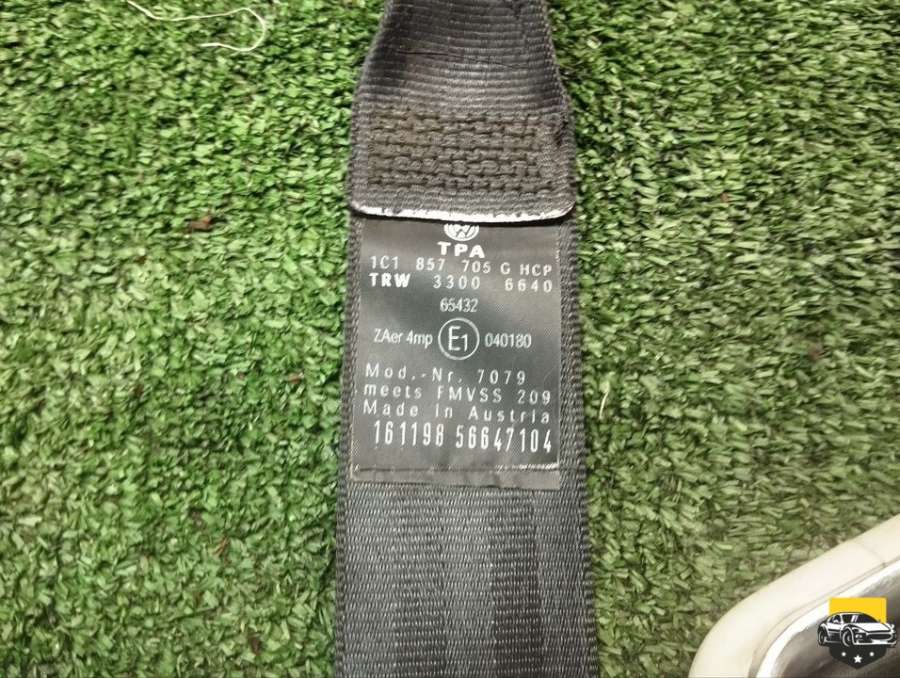 TPA
1C1 857 705 G HCP
TRW 3300 6640
65432
ZAer 4mp E1 040180
Mod.-Nr. 7079
meets FMVSS 209
Made in Austria
161198 56647104